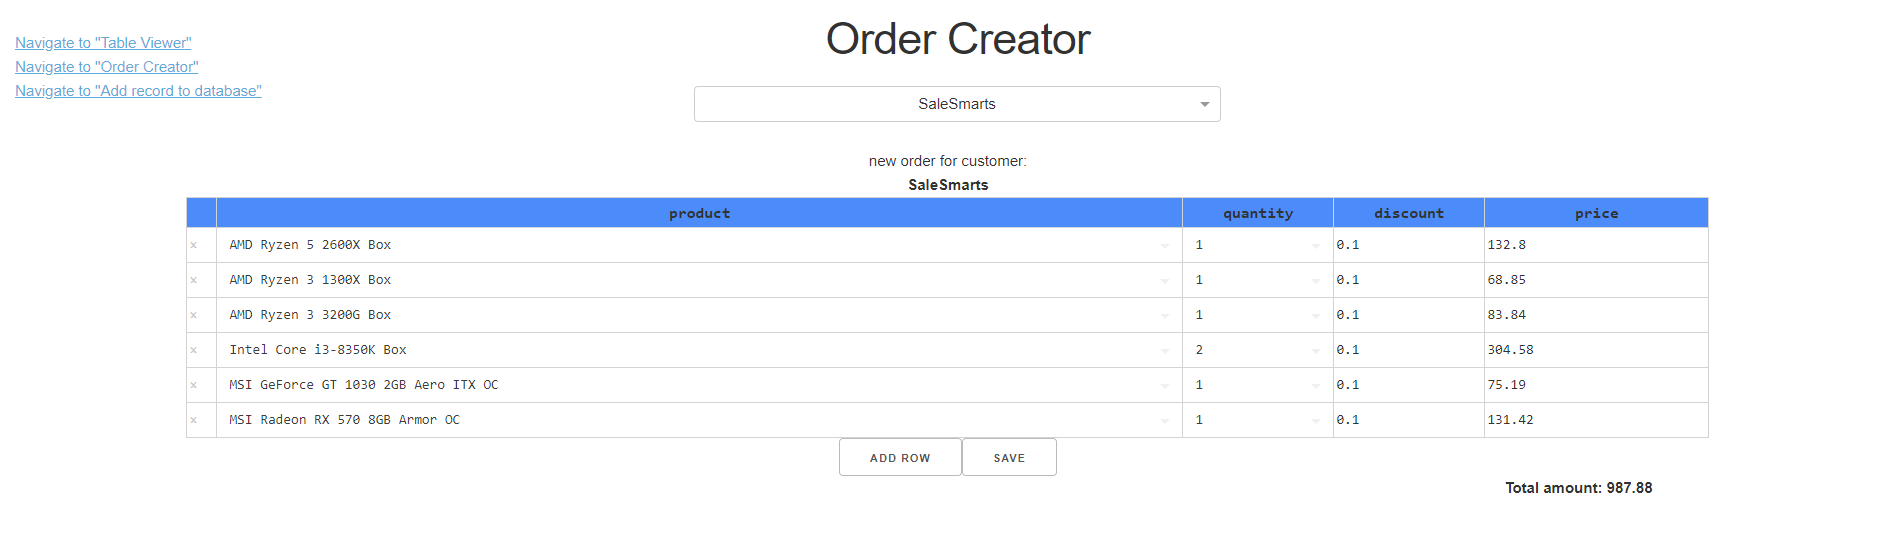 Order Creator
Navigate to "Table Viewer"
Navigate to "Order Creator"
Navigate to "Add record to database"
SaleSmarts
new order for customer:
SaleSmarts
product quantity discount price
x AMD Ryzen 5 2600X Box 1 0.1 132.8
x AMD Ryzen 3 1300X Box 1 0.1 68.85
x AMD Ryzen 3 3200G Box 1 0.1 83.84
x Intel Core i3-8350K Box 2 0.1 304.58
x MSI GeForce GT 1030 2GB Aero ITX OC 1 0.1 75.19
x MSI Radeon RX 570 8GB Armor OC 1 0.1 131.42
ADD ROW SAVE
Total amount: 987.88